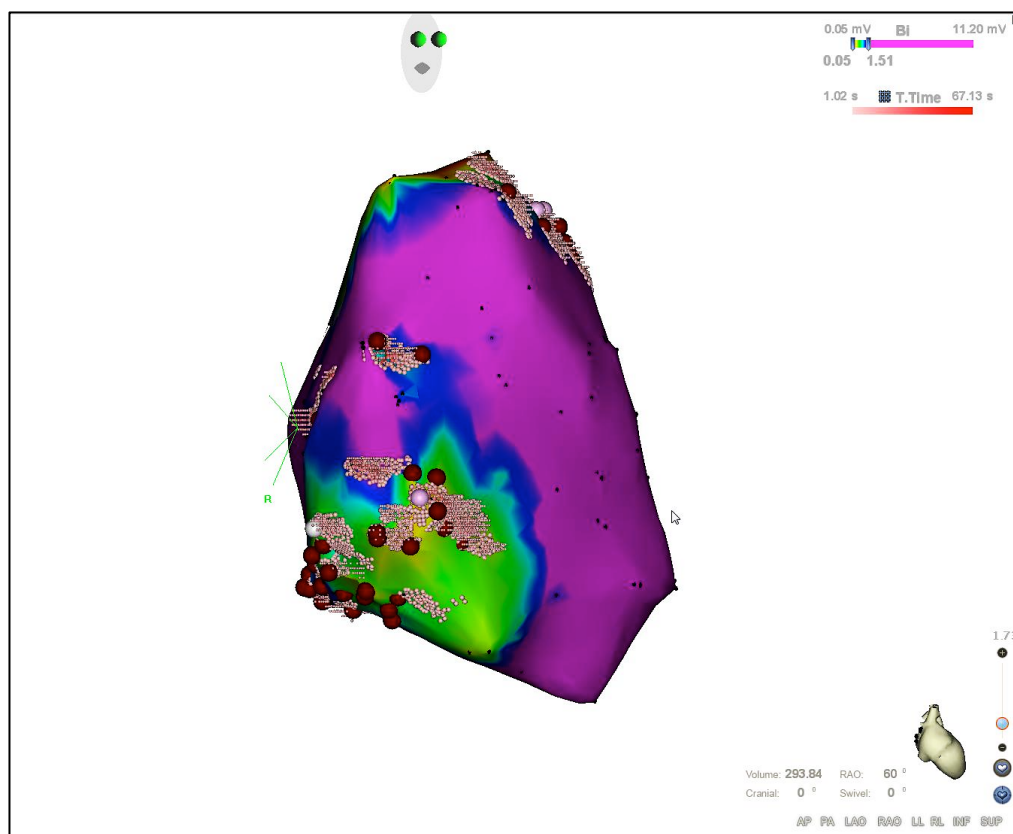 0.05 mV Bi 11.20 mV
0.05 1.51
1.02 s T.Time 67.13 s
R
Volume: 293.84 RAO: 60 °
Cranial: 0 ° Swivel: 0 °
AP PA LAO RAO LL RL INF SUP